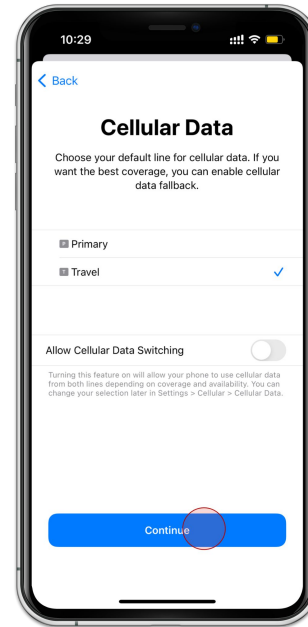 10:29
Back
Cellular Data
Choose your default line for cellular data. If you
want the best coverage, you can enable cellular
data fallback.
P Primary
T Travel
Allow Cellular Data Switching
Turning this feature on will allow your phone to use cellular data
from both lines depending on coverage and availability. You can
change your selection later in Settings > Cellular > Cellular Data.
Continue